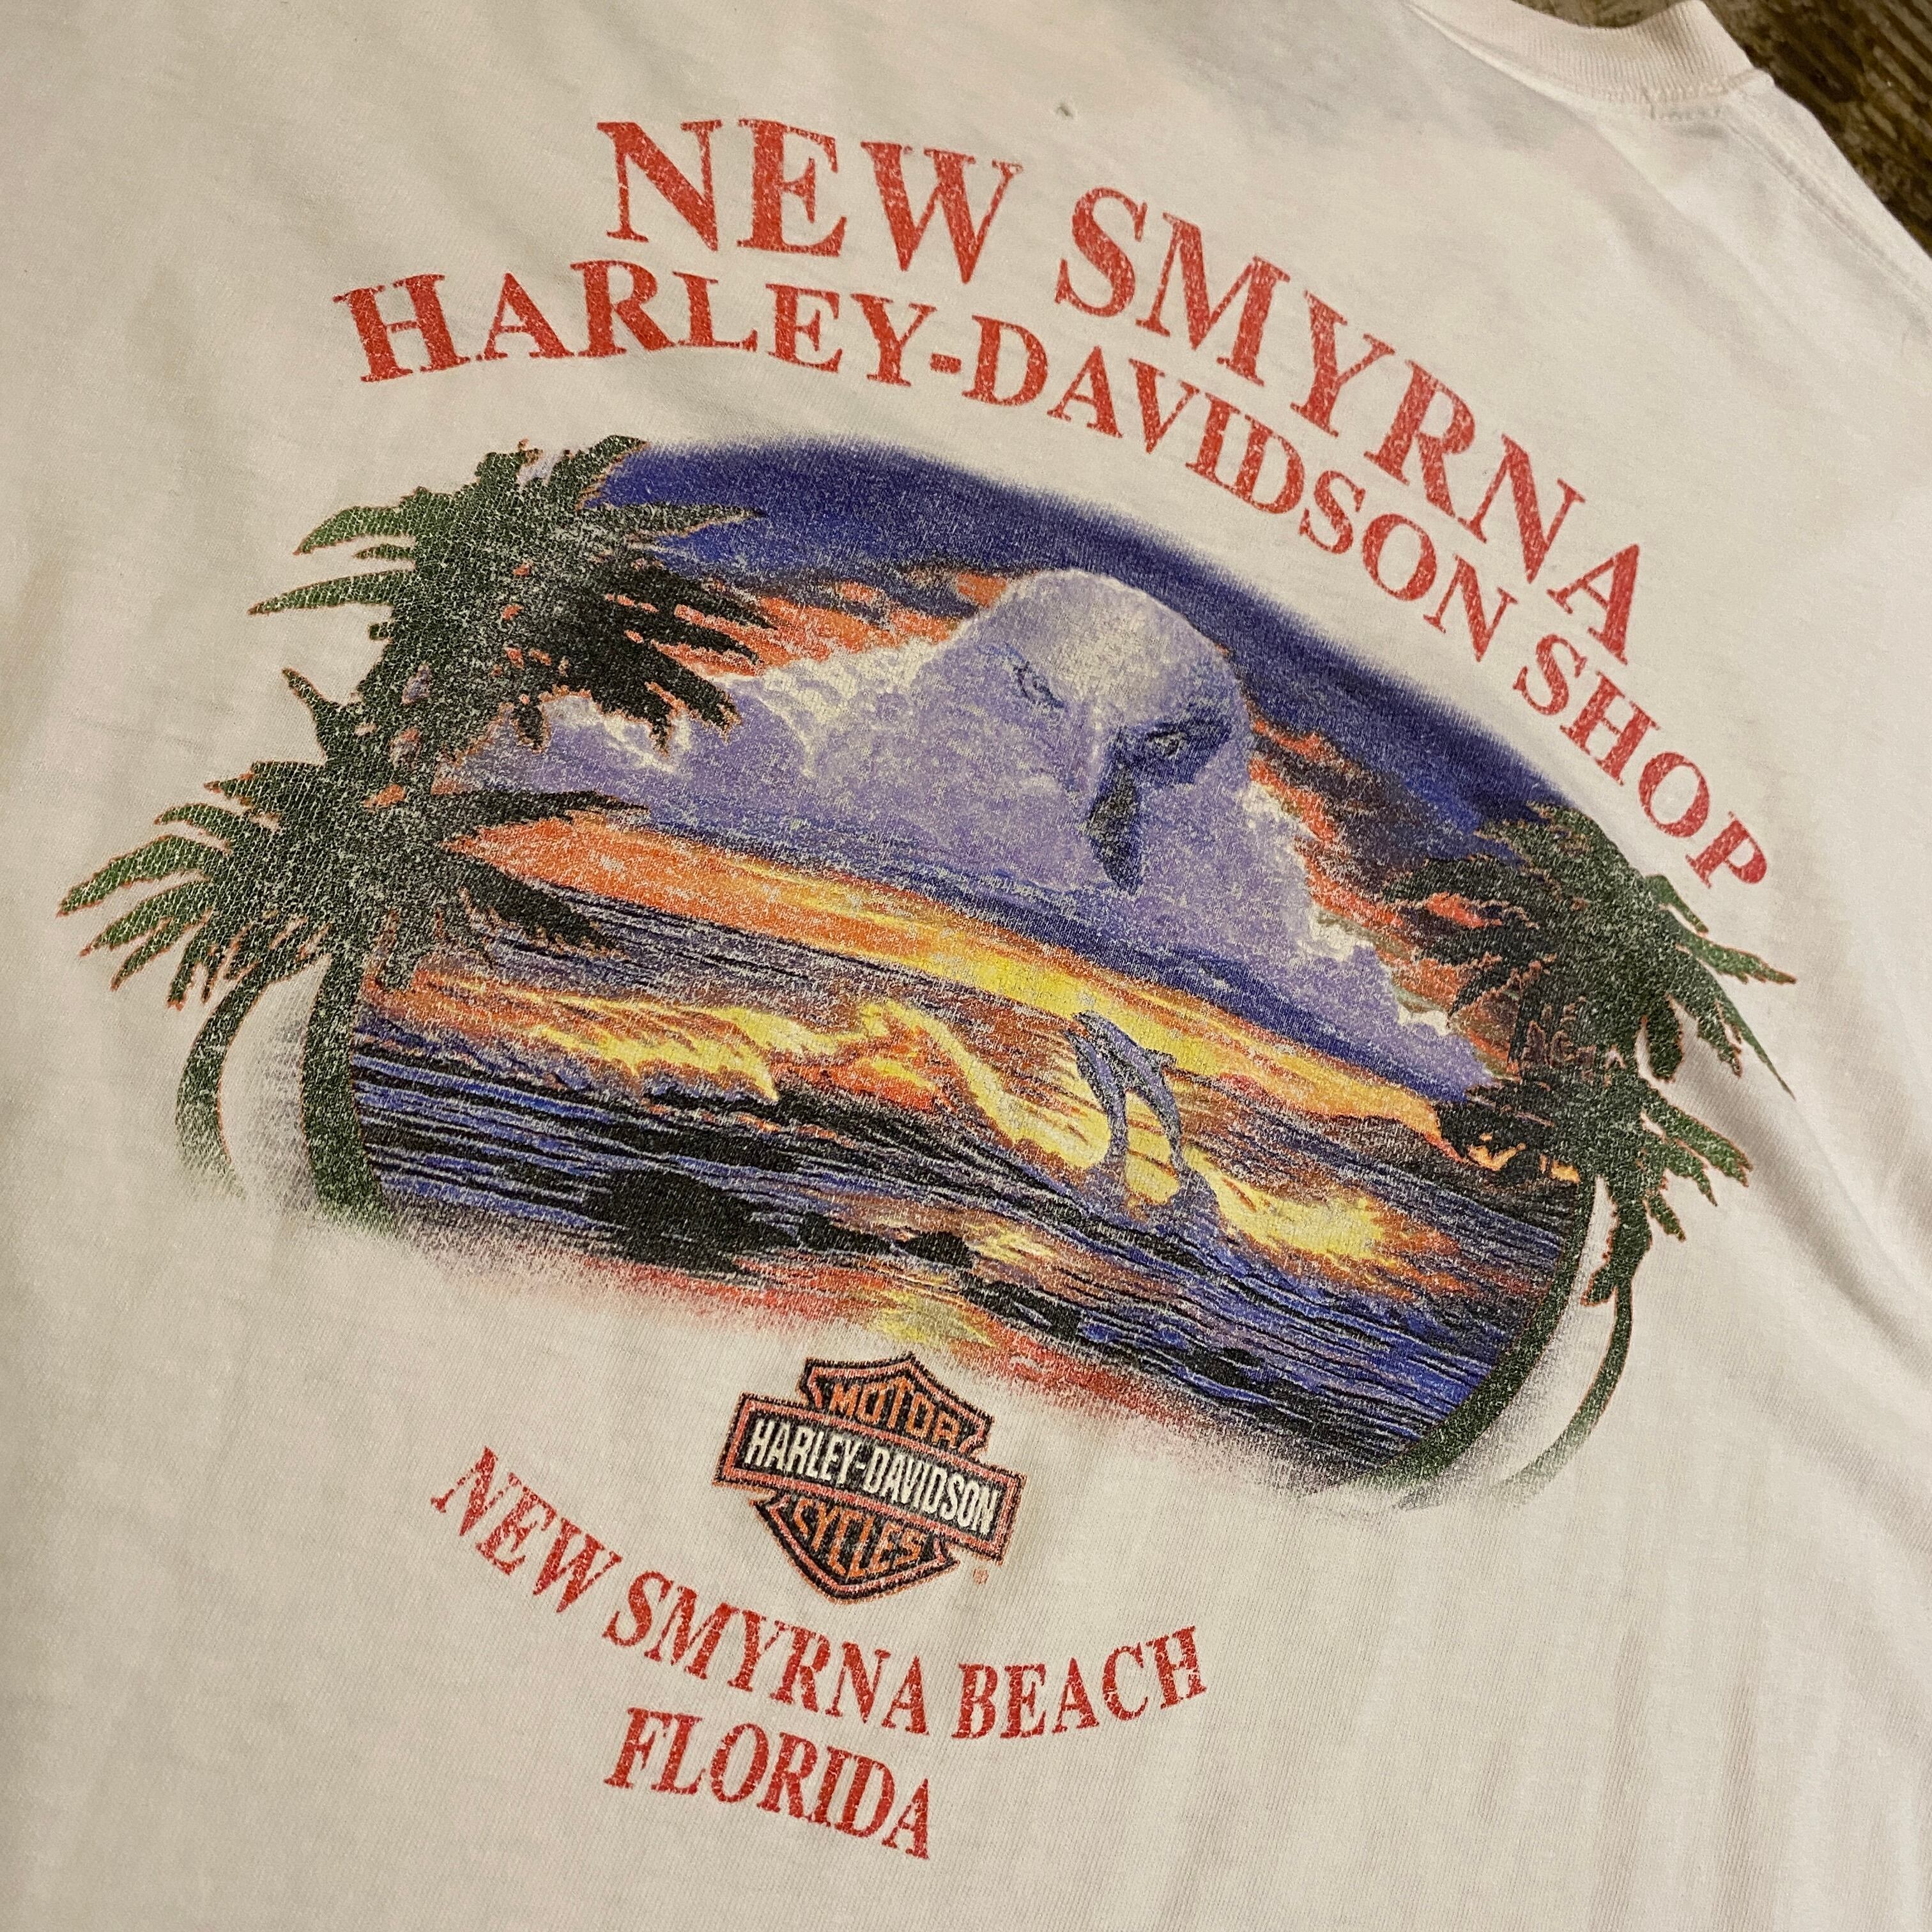 NEW SMYRNA
HARLEY-DAVIDSON SHOP
MOTOR
HARLEY-DAVIDSON
CYCLES
®
NEW SMYRNA BEACH
FLORIDA